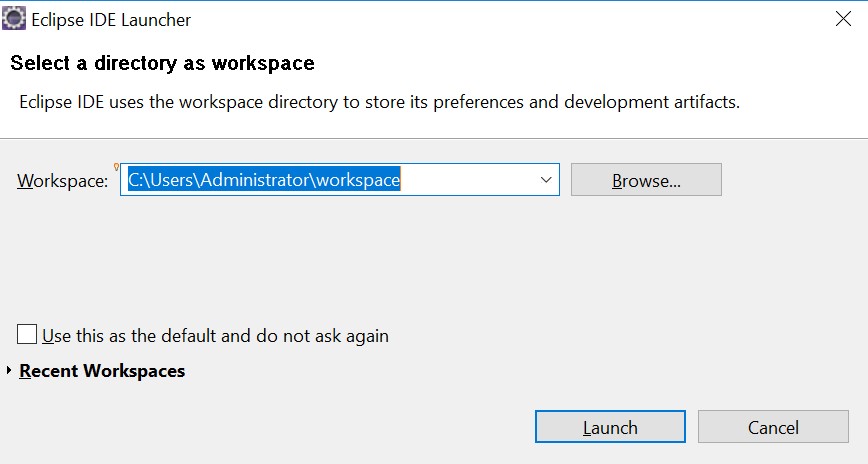 Eclipse IDE Launcher
Select a directory as workspace
Eclipse IDE uses the workspace directory to store its preferences and development artifacts.
Workspace: C:\Users\Administrator\workspace Browse...
Use this as the default and do not ask again
Recent Workspaces
Launch Cancel